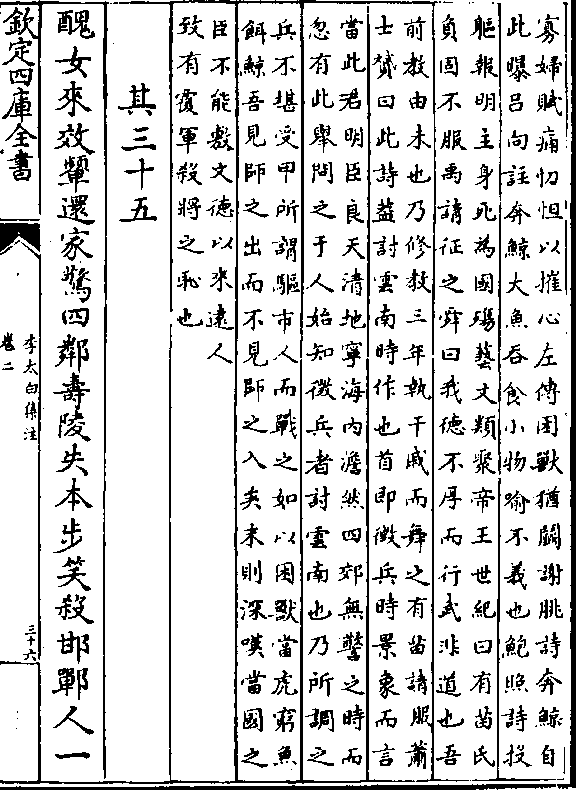 寡婦賦痛忉怛以摧心左傳困獸猶鬭謝朓詩奔鯨自
此曝吕向註奔鯨大魚吞食小物喻不義也鮑照詩投
軀報明主身死為國殤藝文類聚帝王世紀曰有苗氏
負固不服禹請征之舜曰我德不厚而行武非道也吾
前教由未也乃修教三年執干戚而舞之有苗請服蕭
士贇曰此詩葢討雲南時作也首即徵兵時景象而言
當此君明臣良天清地寧海内澹然四郊無警之時而
忽有此舉問之于人始知徵兵者討雲南也乃所調之
兵不堪受甲所謂驅市人而戰之如以困獸當虎窮魚
餌鯨吾見師之出而不見師之入矣末則深嘆當國之
臣不能敷文德以來遠人
致有覆軍殺將之恥也
其三十五
醜女來效顰還家驚四鄰壽陵失本步笑殺邯鄲人一
欽定四庫全書
李太白集注
卷二
三十六